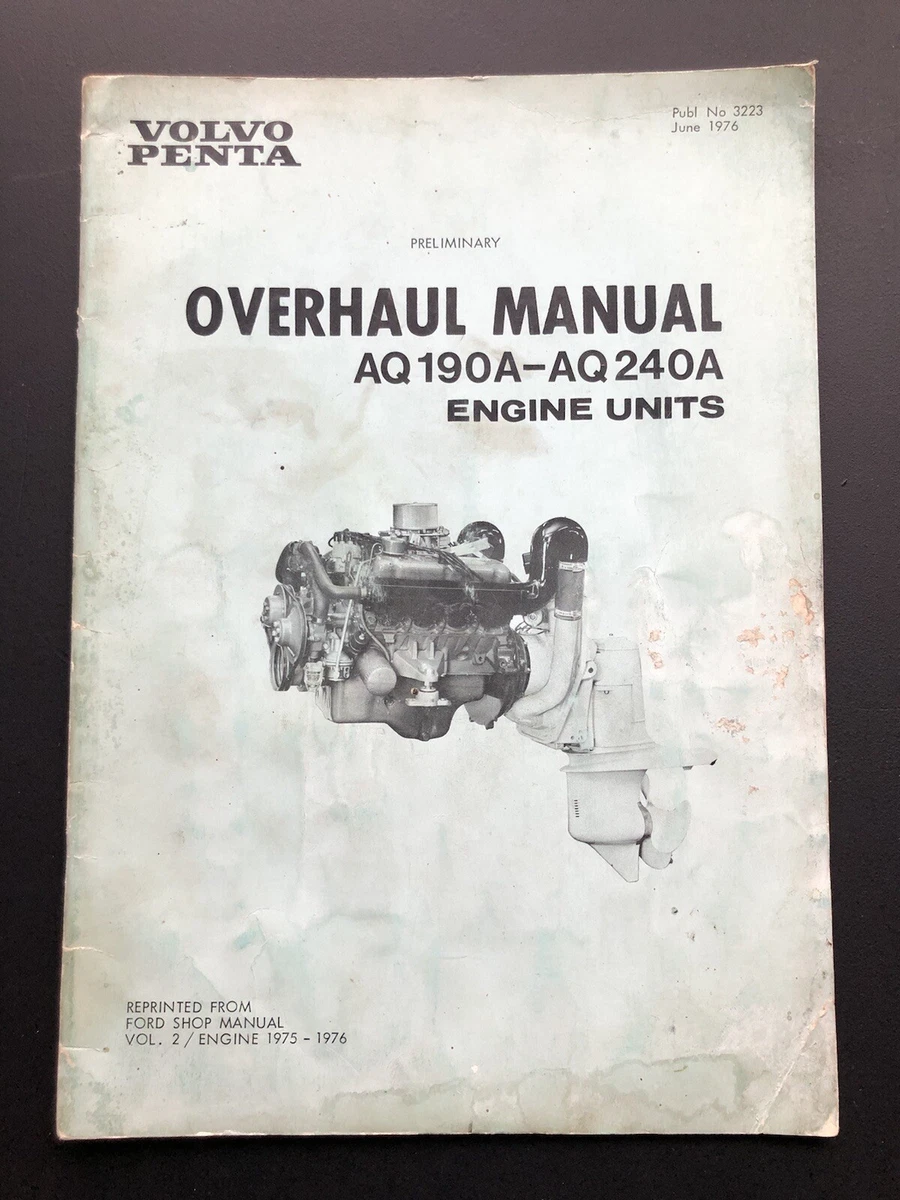 VOLVO
PENTA
Publ No 3223
June 1976
PRELIMINARY
OVERHAUL MANUAL
AQ190A-AQ240A
ENGINE UNITS
REPRINTED FROM
FORD SHOP MANUAL
VOL. 2/ENGINE 1975 - 1976